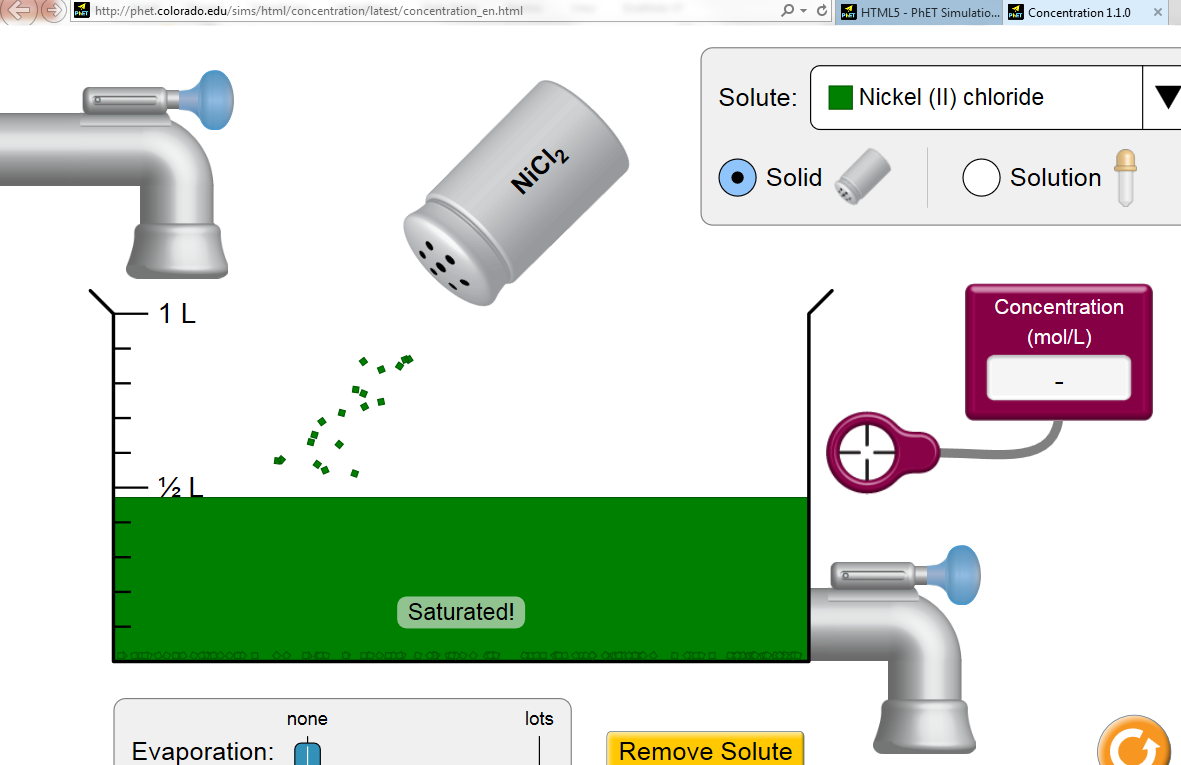 http://phet.colorado.edu/sims/html/concentration/latest/concentration_en.html
HTML5 - PhET Simulatio...
Concentration 1.1.0
Solute:
Nickel (II) chloride
Solid
Solution
NiCl₂
1 L
½ L
Concentration
(mol/L)
-
Saturated!
none
lots
Evaporation:
Remove Solute